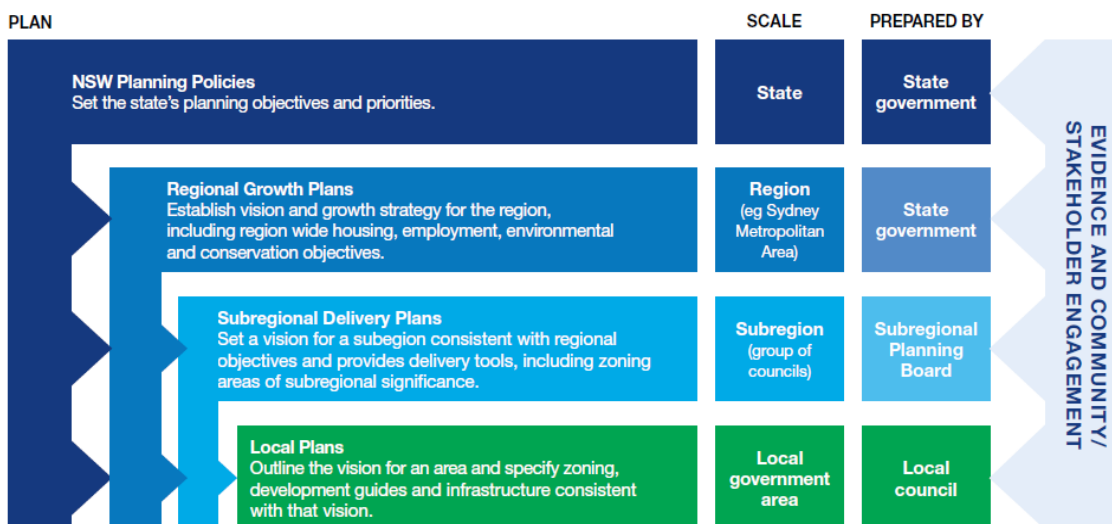 PLAN
SCALE
PREPARED BY
NSW Planning Policies
Set the state's planning objectives and priorities.
State
State
government
Regional Growth Plans
Establish vision and growth strategy for the region,
including region wide housing, employment, environmental
and conservation objectives.
Region
(eg Sydney
Metropolitan
Area)
State
government
Subregional Delivery Plans
Set a vision for a subegion consistent with regional
objectives and provides delivery tools, including zoning
areas of subregional significance.
Subregion
(group of
councils)
Subregional
Planning
Board
Local Plans
Outline the vision for an area and specify zoning,
development guides and infrastructure consistent
with that vision.
Local
government
area
Local
council
EVIDENCE AND COMMUNITY/
STAKEHOLDER ENGAGEMENT